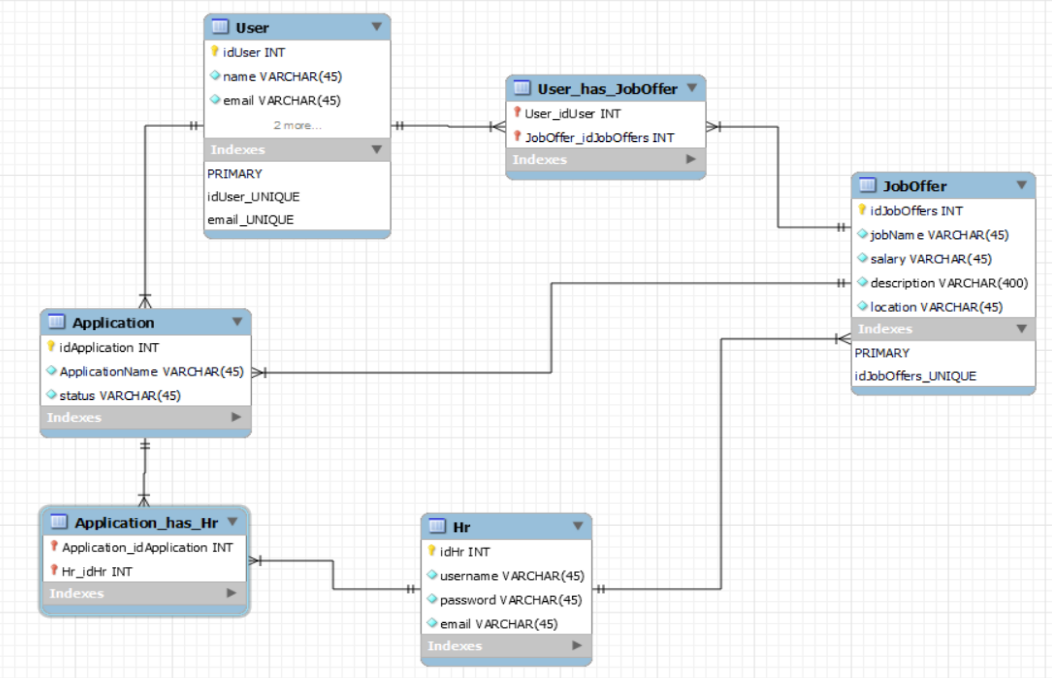 User
idUser INT
name VARCHAR(45)
email VARCHAR(45)
2 more...
Indexes
PRIMARY
idUser_UNIQUE
email_UNIQUE
User_has_JobOffer
User_idUser INT
JobOffer_idJobOffers INT
Indexes
JobOffer
idJobOffers INT
jobName VARCHAR(45)
salary VARCHAR(45)
description VARCHAR(400)
location VARCHAR(45)
Indexes
PRIMARY
idJobOffers_UNIQUE
Application
idApplication INT
ApplicationName VARCHAR(45)
status VARCHAR(45)
Indexes
Application_has_Hr
Application_idApplication INT
Hr_idHr INT
Indexes
Hr
idHr INT
username VARCHAR(45)
password VARCHAR(45)
email VARCHAR(45)
Indexes